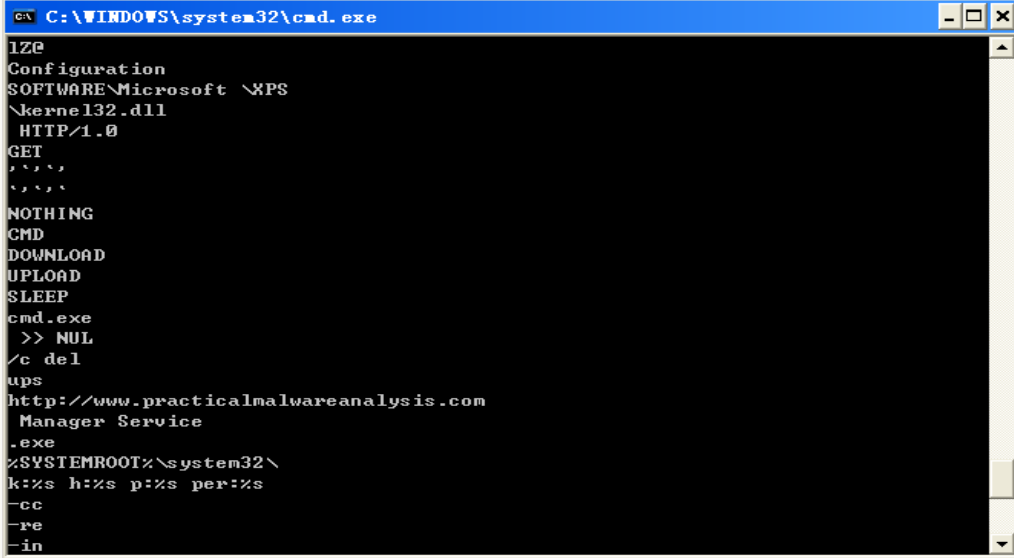 C:\WINDOWS\system32\cmd.exe
lZ@
Configuration
SOFTWARE\Microsoft \XPS
\kernel32.dll
 HTTP/1.0
GET
'`'`'
`'`'`
NOTHING
CMD
DOWNLOAD
UPLOAD
SLEEP
cmd.exe
 >> NUL
/c del
ups
http://www.practicalmalwareanalysis.com
 Manager Service
.exe
%SYSTEMROOT%\system32\
k:%s h:%s p:%s per:%s
-cc
-re
-in